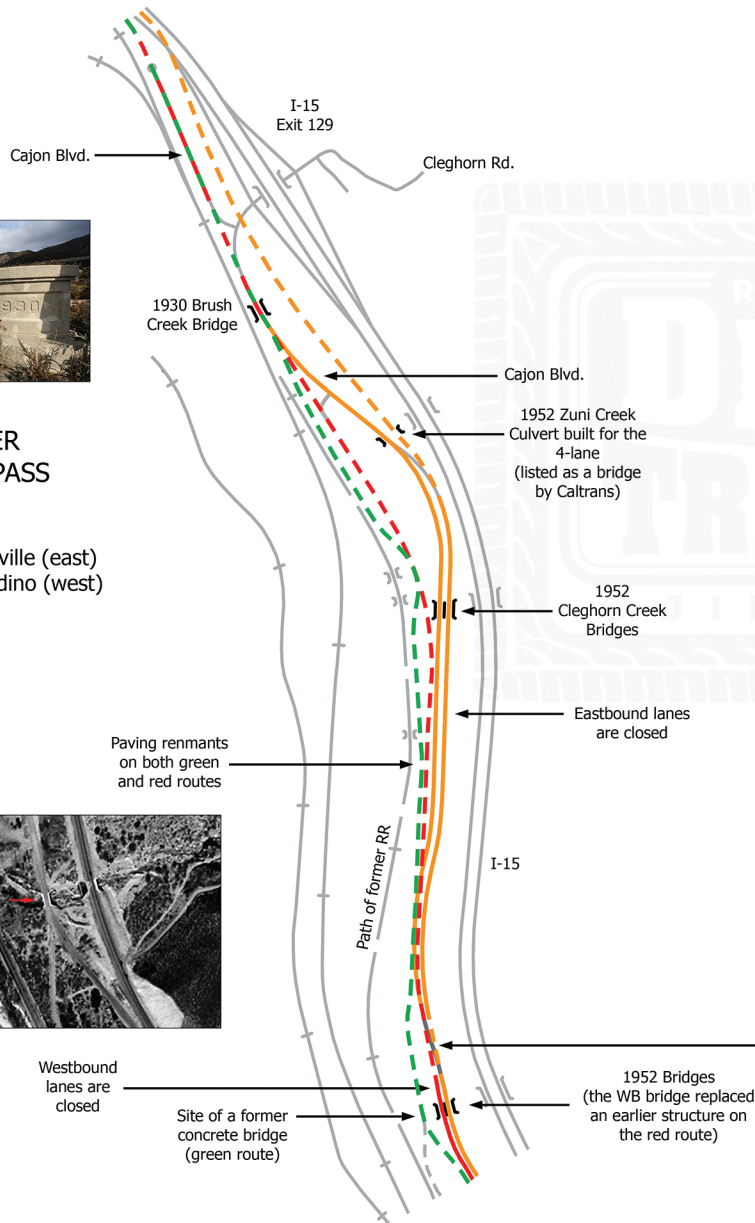 I-15
Exit 129
Cajon Blvd.
Cleghorn Rd.
930
1930 Brush
Creek Bridge
Cajon Blvd.
1952 Zuni Creek
Culvert built for the
4-lane
(listed as a bridge
by Caltrans)
ER
PASS
ville (east)
dino (west)
1952
Cleghorn Creek
Bridges
Eastbound lanes
are closed
Paving renmants
on both green
and red routes
I-15
Path of former RR
Westbound
lanes are
closed
1952 Bridges
(the WB bridge replaced
an earlier structure on
the red route)
Site of a former
concrete bridge
(green route)